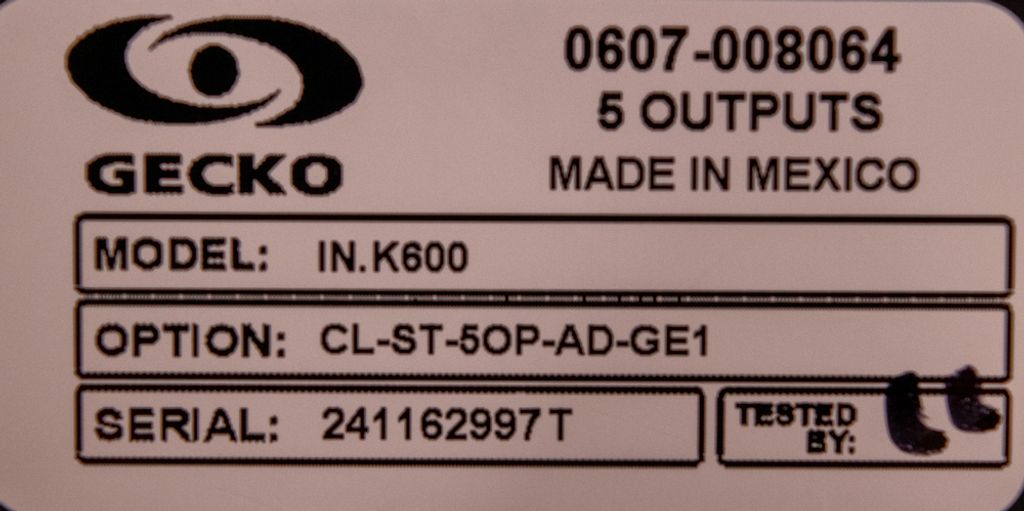 GECKO
0607-008064
5 OUTPUTS
MADE IN MEXICO
MODEL: IN.K600
OPTION: CL-ST-5OP-AD-GE1
SERIAL: 241162997T
TESTED BY: